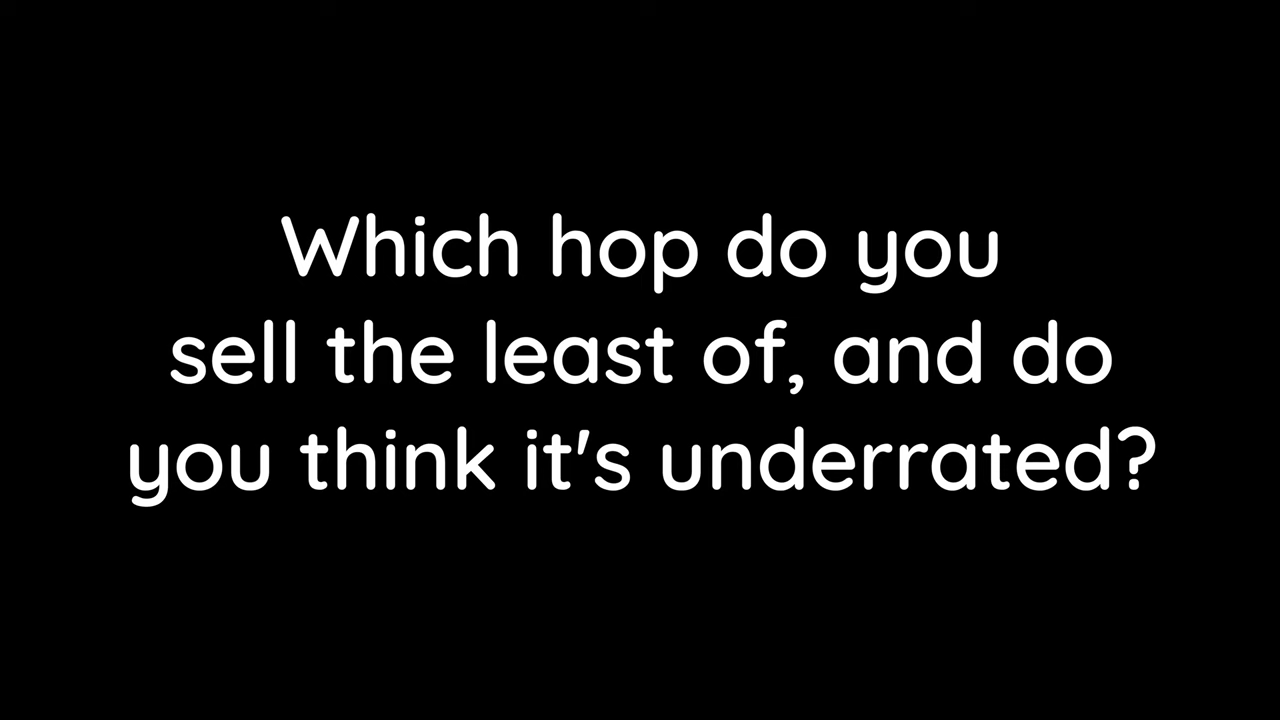 Which hop do you
sell the least of, and do
you think it's underrated?